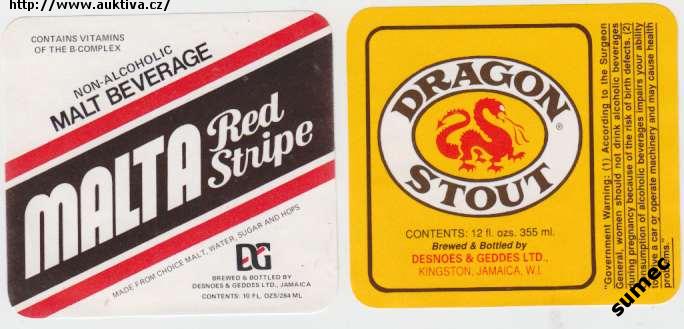 http://www.auktiva.cz/
CONTAINS VITAMINS
OF THE B-COMPLEX
NON-ALCOHOLIC
MALT BEVERAGE
MALTA
Red
Stripe
MADE FROM CHOICE MALT, WATER, SUGAR AND HOPS
DG
BREWED & BOTTLED BY
DESNOES & GEDDES LTD., JAMAICA
CONTENTS: 10 FL. OZS/284 ML
DRAGON
STOUT
®
CONTENTS: 12 fl. ozs. 355 ml.
Brewed & Bottled by
DESNOES & GEDDES LTD.,
KINGSTON, JAMAICA, W.I.
"Government Warning: (1) According to the Surgeon
General, women should not drink alcoholic beverages
during pregnancy because of the risk of birth defects. (2)
Consumption of alcoholic beverages impairs your ability
to drive a car or operate machinery and may cause health
problems."
sumec